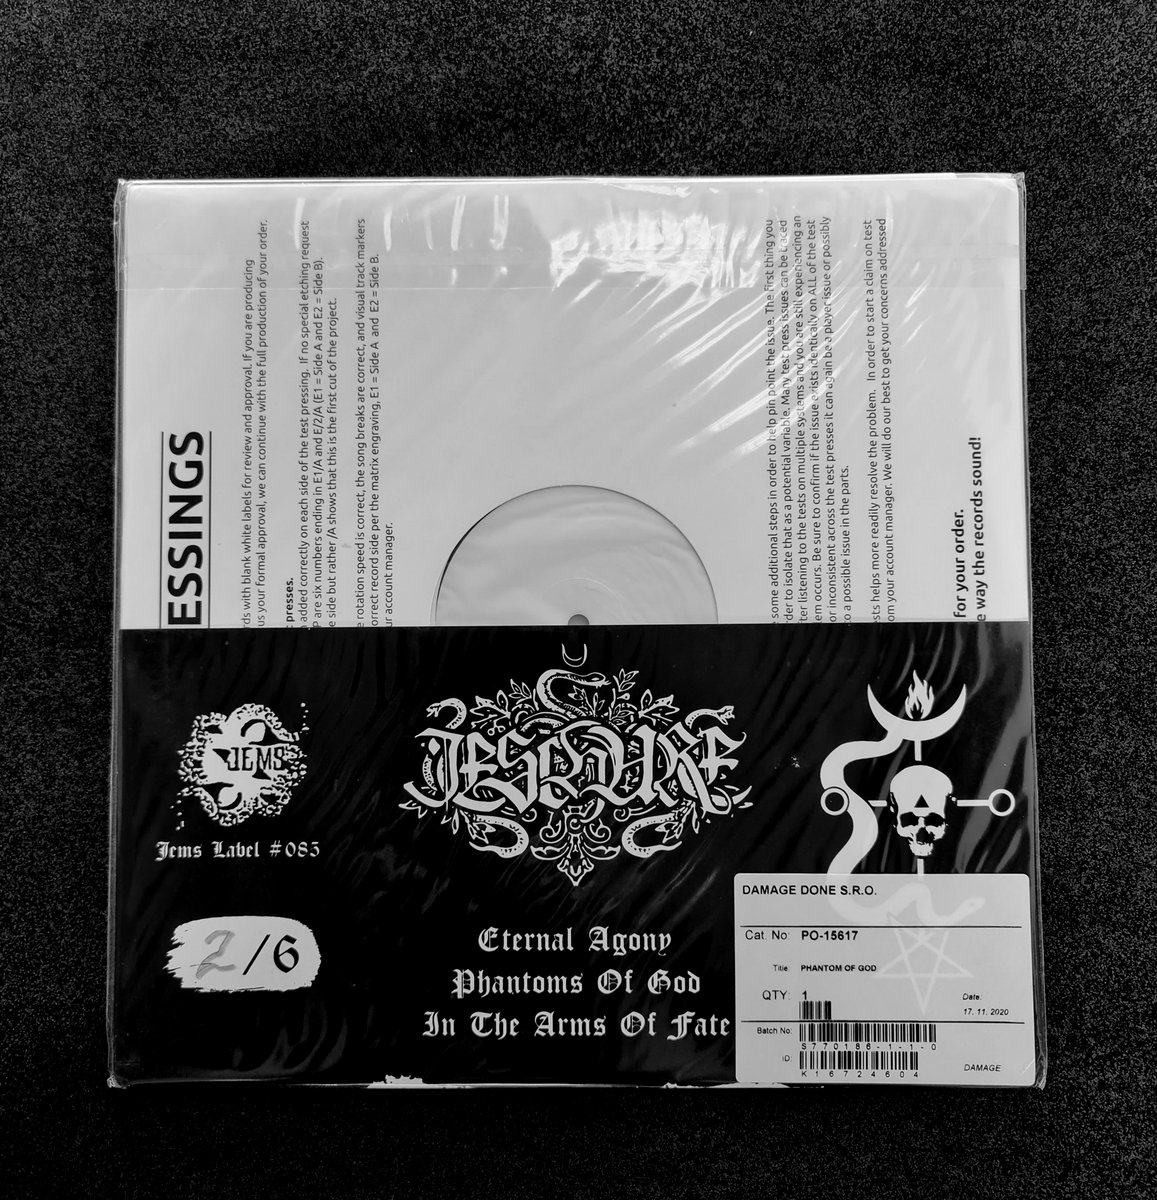 ESSINGS
rds with blank white labels for review and approval. If you are producing
us your formal approval, we can continue with the full production of your order.
t presses.
n added correctly on each side of the test pressing. If no special etching request
P are six numbers ending in E1/A and E/2/A (E1 = Side A and E2 = Side B).
e side but rather /A shows that this is the first cut of the project.
e rotation speed is correct, the song breaks are correct, and visual track markers
orrect record side per the matrix engraving, E1 = Side A and E2 = Side B.
ur account manager.
some additional steps in order to help pin point the issue. The first thing you
rder to isolate that as a potential variable. Many test press issues can be traced
ter listening to the tests on multiple systems and you are still experiencing an
em occurs. Be sure to confirm if the issue exists identically on ALL of the test
or inconsistent across the test presses it can again be a player issue or possibly
to a possible issue in the parts.
ests helps more readily resolve the problem. In order to start a claim on test
om your account manager. We will do our best to get your concerns addressed
for your order.
e way the records sound!
JEMS
Jems Label #085
2/6
Eternal Agony
Phantoms Of God
In The Arms Of Fate
DAMAGE DONE S.R.O.
Cat. No: PO-15617
Title: PHANTOM OF GOD
QTY: 1
Date:
17. 11. 2020
Batch No:
S770186-1-1-0
ID:
K16724604
DAMAGE